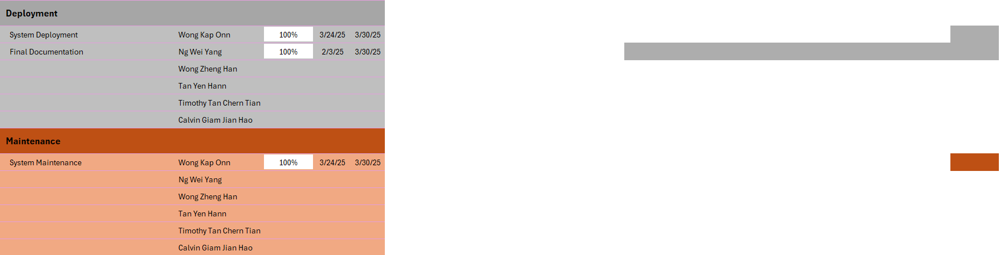 Deployment
System Deployment Wong Kap Onn 100% 3/24/25 3/30/25
Final Documentation Ng Wei Yang 100% 2/3/25 3/30/25
Wong Zheng Han
Tan Yen Hann
Timothy Tan Chern Tian
Calvin Giam Jian Hao
Maintenance
System Maintenance Wong Kap Onn 100% 3/24/25 3/30/25
Ng Wei Yang
Wong Zheng Han
Tan Yen Hann
Timothy Tan Chern Tian
Calvin Giam Jian Hao